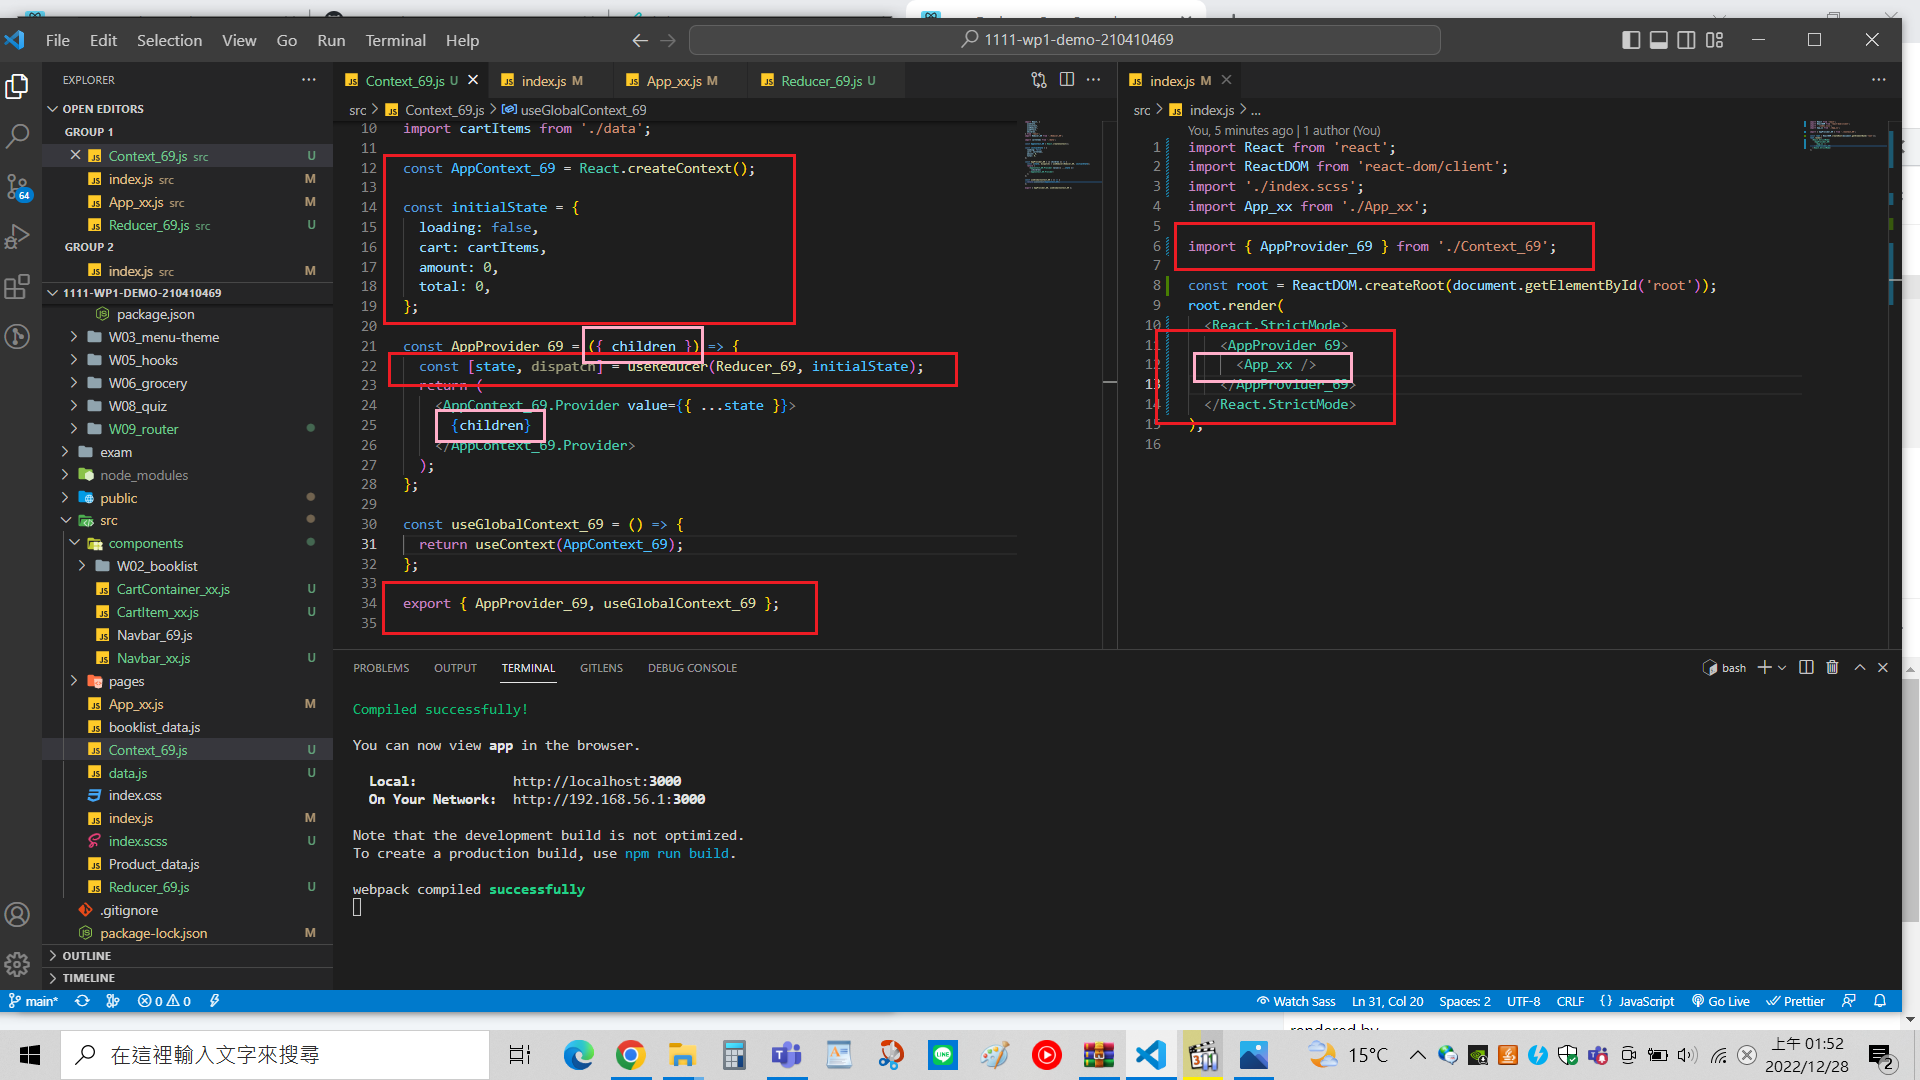 File Edit Selection View Go Run Terminal Help
1111-wp1-demo-210410469
EXPLORER
OPEN EDITORS
GROUP 1
Context_69.js src U
index.js src M
App_xx.js src M
Reducer_69.js src U
GROUP 2
index.js src M
1111-WP1-DEMO-210410469
package.json
W03_menu-theme
W05_hooks
W06_grocery
W08_quiz
W09_router
exam
node_modules
public
src
components
W02_booklist
CartContainer_xx.js U
CartItem_xx.js U
Navbar_69.js
Navbar_xx.js U
pages
App_xx.js M
booklist_data.js
Context_69.js U
data.js U
index.css
index.js M
index.scss U
Product_data.js
Reducer_69.js U
.gitignore
package-lock.json M
OUTLINE
TIMELINE
64
Context_69.js U index.js M App_xx.js M Reducer_69.js U
src > Context_69.js > useGlobalContext_69
10 import cartItems from './data';
11
12 const AppContext_69 = React.createContext();
13
14 const initialState = {
15 loading: false,
16 cart: cartItems,
17 amount: 0,
18 total: 0,
19 };
20
21 const AppProvider_69 = ({ children }) => {
22 const [state, dispatch] = useReducer(Reducer_69, initialState);
23 return (
24 <AppContext_69.Provider value={{ ...state }}>
25 {children}
26 </AppContext_69.Provider>
27 );
28 };
29
30 const useGlobalContext_69 = () => {
31 return useContext(AppContext_69);
32 };
33
34 export { AppProvider_69, useGlobalContext_69 };
35
index.js M
src > index.js > ...
You, 5 minutes ago | 1 author (You)
1 import React from 'react';
2 import ReactDOM from 'react-dom/client';
3 import './index.scss';
4 import App_xx from './App_xx';
5
6 import { AppProvider_69 } from './Context_69';
7
8 const root = ReactDOM.createRoot(document.getElementById('root'));
9 root.render(
10 <React.StrictMode>
11 <AppProvider_69>
12 <App_xx />
13 </AppProvider_69>
14 </React.StrictMode>
15 );
16
PROBLEMS OUTPUT TERMINAL GITLENS DEBUG CONSOLE
bash
Compiled successfully!
You can now view app in the browser.
Local: http://localhost:3000
On Your Network: http://192.168.56.1:3000
Note that the development build is not optimized.
To create a production build, use npm run build.
webpack compiled successfully
main* 0 0
Watch Sass Ln 31, Col 20 Spaces: 2 UTF-8 CRLF {} JavaScript Go Live Prettier
在這裡輸入文字來搜尋
15°C
上午 01:52
2022/12/28
2